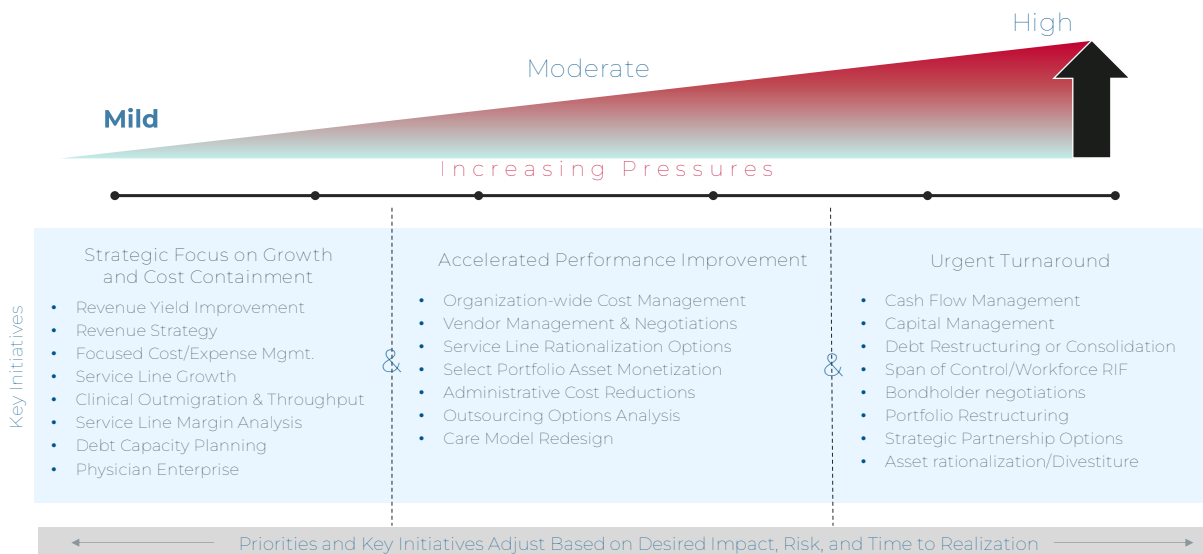 High
Moderate
Mild
Increasing Pressures
Key Initiatives
Strategic Focus on Growth
and Cost Containment
• Revenue Yield Improvement
• Revenue Strategy
• Focused Cost/Expense Mgmt.
• Service Line Growth
• Clinical Outmigration & Throughput
• Service Line Margin Analysis
• Debt Capacity Planning
• Physician Enterprise
&
Accelerated Performance Improvement
• Organization-wide Cost Management
• Vendor Management & Negotiations
• Service Line Rationalization Options
• Select Portfolio Asset Monetization
• Administrative Cost Reductions
• Outsourcing Options Analysis
• Care Model Redesign
&
Urgent Turnaround
• Cash Flow Management
• Capital Management
• Debt Restructuring or Consolidation
• Span of Control/Workforce RIF
• Bondholder negotiations
• Portfolio Restructuring
• Strategic Partnership Options
• Asset rationalization/Divestiture
Priorities and Key Initiatives Adjust Based on Desired Impact, Risk, and Time to Realization